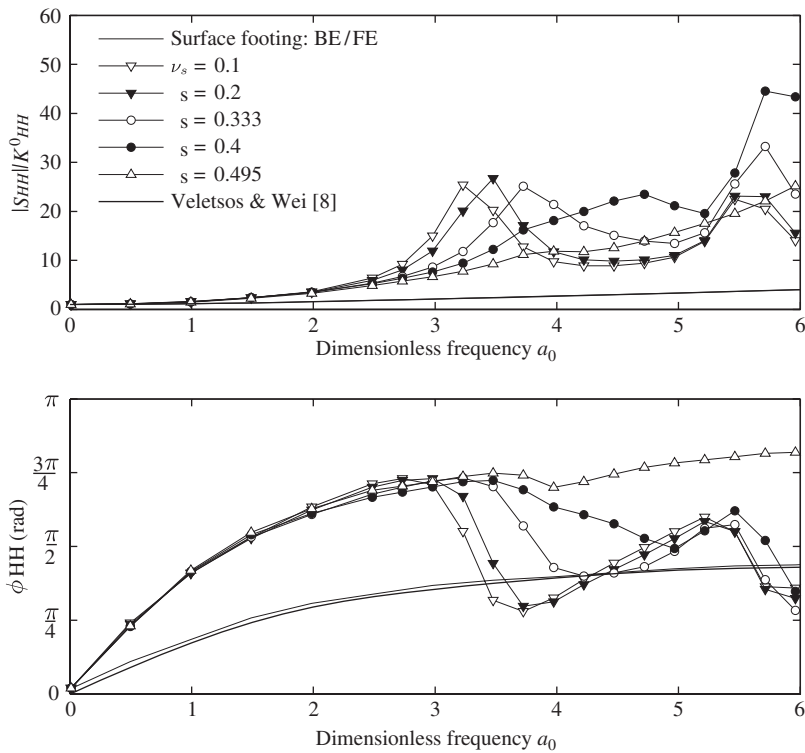 60
50
40
30
20
10
0
|S_HH|/K^0_HH
Surface footing: BE/FE
ν_s = 0.1
s = 0.2
s = 0.333
s = 0.4
s = 0.495
Veletsos & Wei [8]
0 1 2 3 4 5 6
Dimensionless frequency a_0
π
3π/4
π/2
π/4
0
ϕ HH (rad)
0 1 2 3 4 5 6
Dimensionless frequency a_0